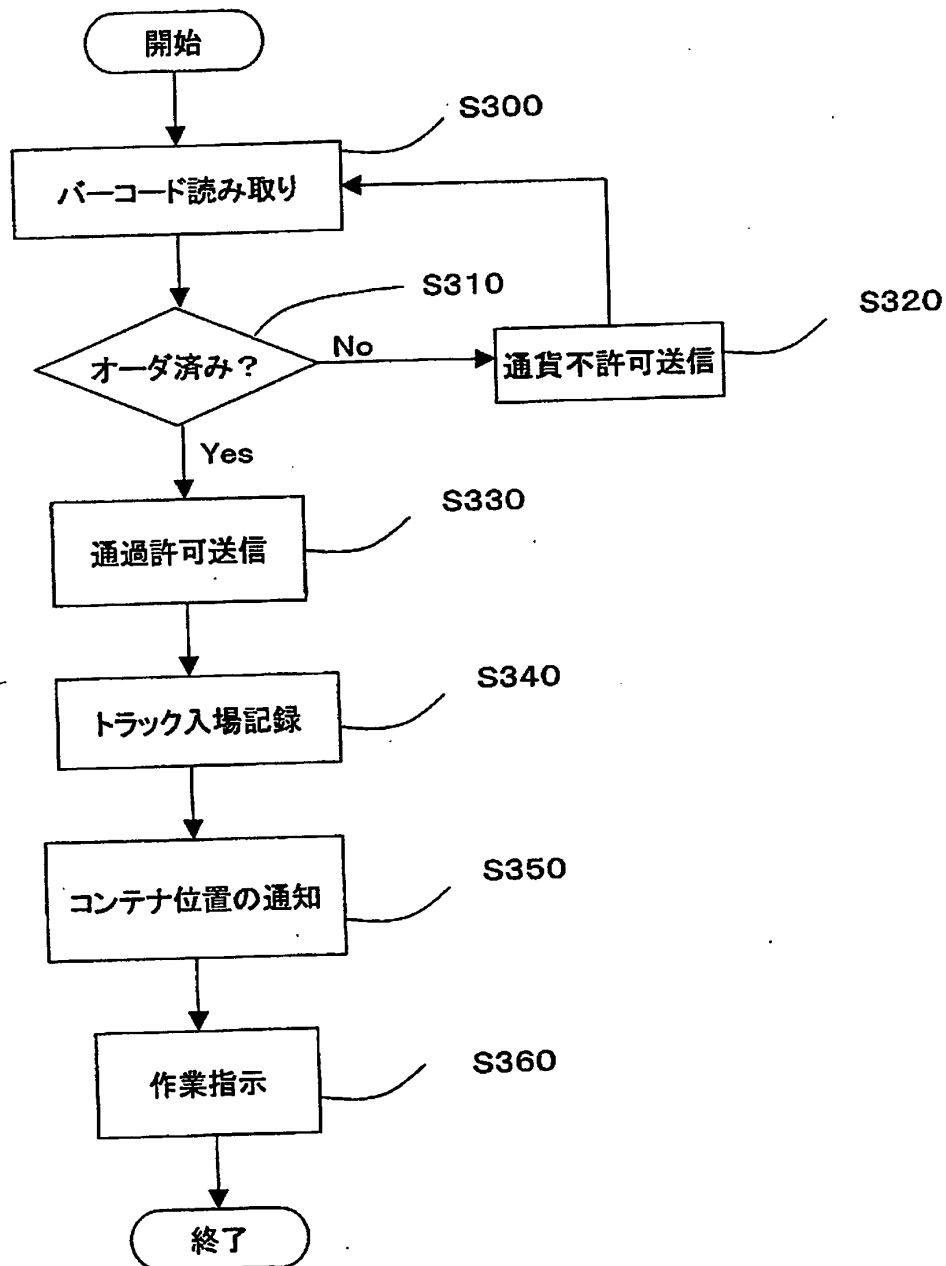 開始
S300
バーコード読み取り
S310
オーダ済み？
No
S320
通貨不許可送信
Yes
S330
通過許可送信
S340
トラック入場記録
S350
コンテナ位置の通知
S360
作業指示
終了